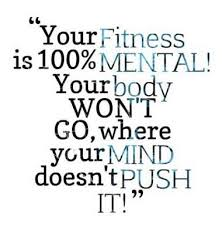 “Your Fitness
is 100% MENTAL!
Your body
WON'T
GO, where
your MIND
doesn't PUSH
IT!”